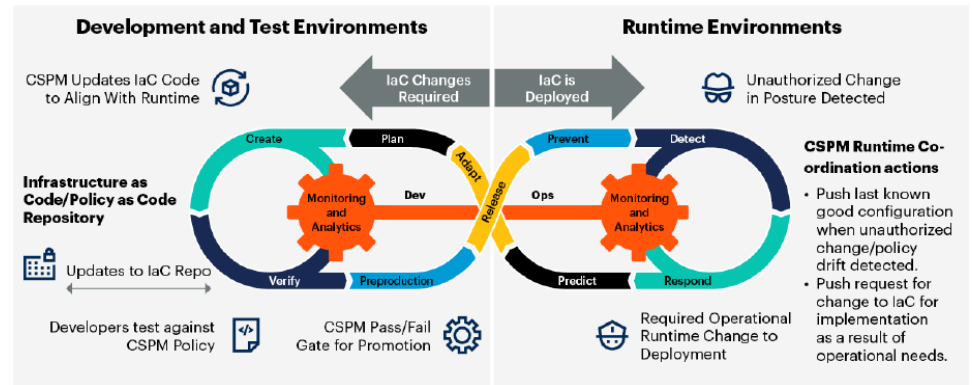 Development and Test Environments
Runtime Environments
CSPM Updates IaC Code
to Align With Runtime
IaC Changes
Required
IaC is
Deployed
Unauthorized Change
in Posture Detected
Create
Plan
Adapt
Release
Prevent
Detect
Infrastructure as
Code/Policy as Code
Repository
Monitoring
and
Analytics
Dev
Ops
Monitoring
and
Analytics
CSPM Runtime Co-
ordination actions
• Push last known
good configuration
when unauthorized
change/policy
drift detected.
• Push request for
change to IaC for
implementation
as a result of
operational needs.
Updates to IaC Repo
Verify
Preproduction
Predict
Respond
Developers test against
CSPM Policy
</>
CSPM Pass/Fail
Gate for Promotion
Required Operational
Runtime Change to
Deployment